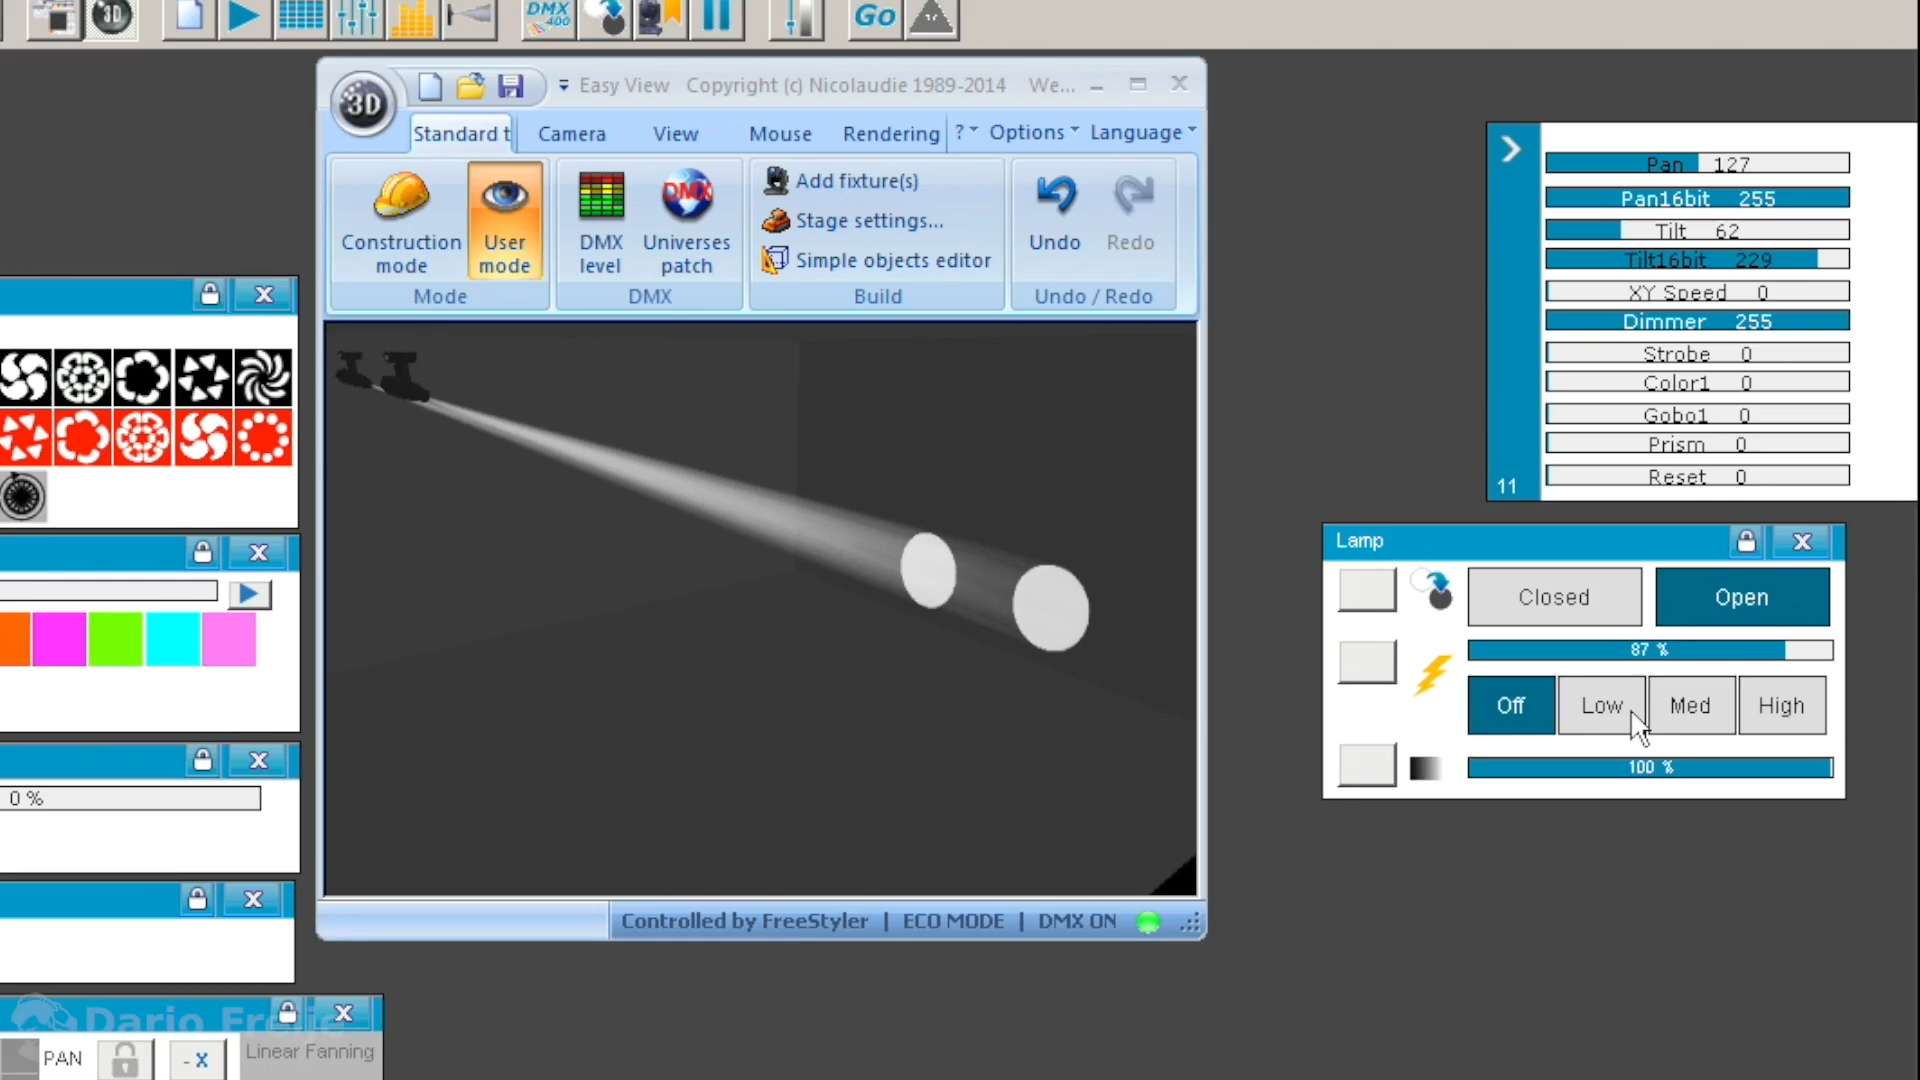 3D
DMX
400
Go
3D
Easy View Copyright (c) Nicolaudie 1989-2014 We...
Standard t Camera View Mouse Rendering ? Options Language
Construction mode
User mode
DMX level
DMX
Universes patch
Add fixture(s)
Stage settings...
Simple objects editor
Undo
Redo
Mode
DMX
Build
Undo / Redo
Controlled by FreeStyler | ECO MODE | DMX ON
Pan 127
Pan16bit 255
Tilt 62
Tilt16bit 229
XY Speed 0
Dimmer 255
Strobe 0
Color1 0
Gobo1 0
Prism 0
Reset 0
11
Lamp
X
Closed
Open
87 %
Off
Low
Med
High
100 %
X
X
X
0 %
X
Dario
X
PAN
- X
Linear Fanning